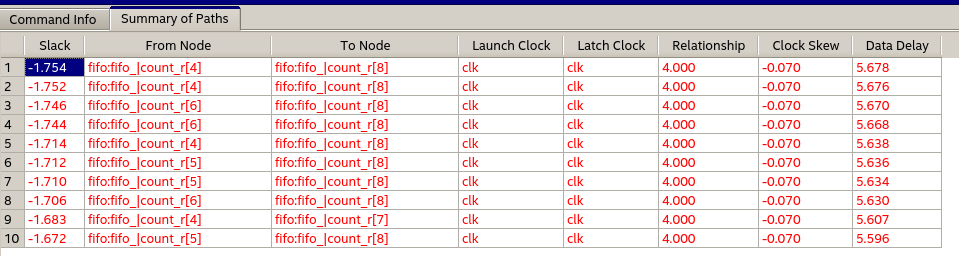 Command Info Summary of Paths
Slack From Node To Node Launch Clock Latch Clock Relationship Clock Skew Data Delay
1 -1.754 fifo:fifo_|count_r[4] fifo:fifo_|count_r[8] clk clk 4.000 -0.070 5.678
2 -1.752 fifo:fifo_|count_r[4] fifo:fifo_|count_r[8] clk clk 4.000 -0.070 5.676
3 -1.746 fifo:fifo_|count_r[6] fifo:fifo_|count_r[8] clk clk 4.000 -0.070 5.670
4 -1.744 fifo:fifo_|count_r[6] fifo:fifo_|count_r[8] clk clk 4.000 -0.070 5.668
5 -1.714 fifo:fifo_|count_r[4] fifo:fifo_|count_r[8] clk clk 4.000 -0.070 5.638
6 -1.712 fifo:fifo_|count_r[5] fifo:fifo_|count_r[8] clk clk 4.000 -0.070 5.636
7 -1.710 fifo:fifo_|count_r[5] fifo:fifo_|count_r[8] clk clk 4.000 -0.070 5.634
8 -1.706 fifo:fifo_|count_r[6] fifo:fifo_|count_r[8] clk clk 4.000 -0.070 5.630
9 -1.683 fifo:fifo_|count_r[4] fifo:fifo_|count_r[7] clk clk 4.000 -0.070 5.607
10 -1.672 fifo:fifo_|count_r[5] fifo:fifo_|count_r[8] clk clk 4.000 -0.070 5.596